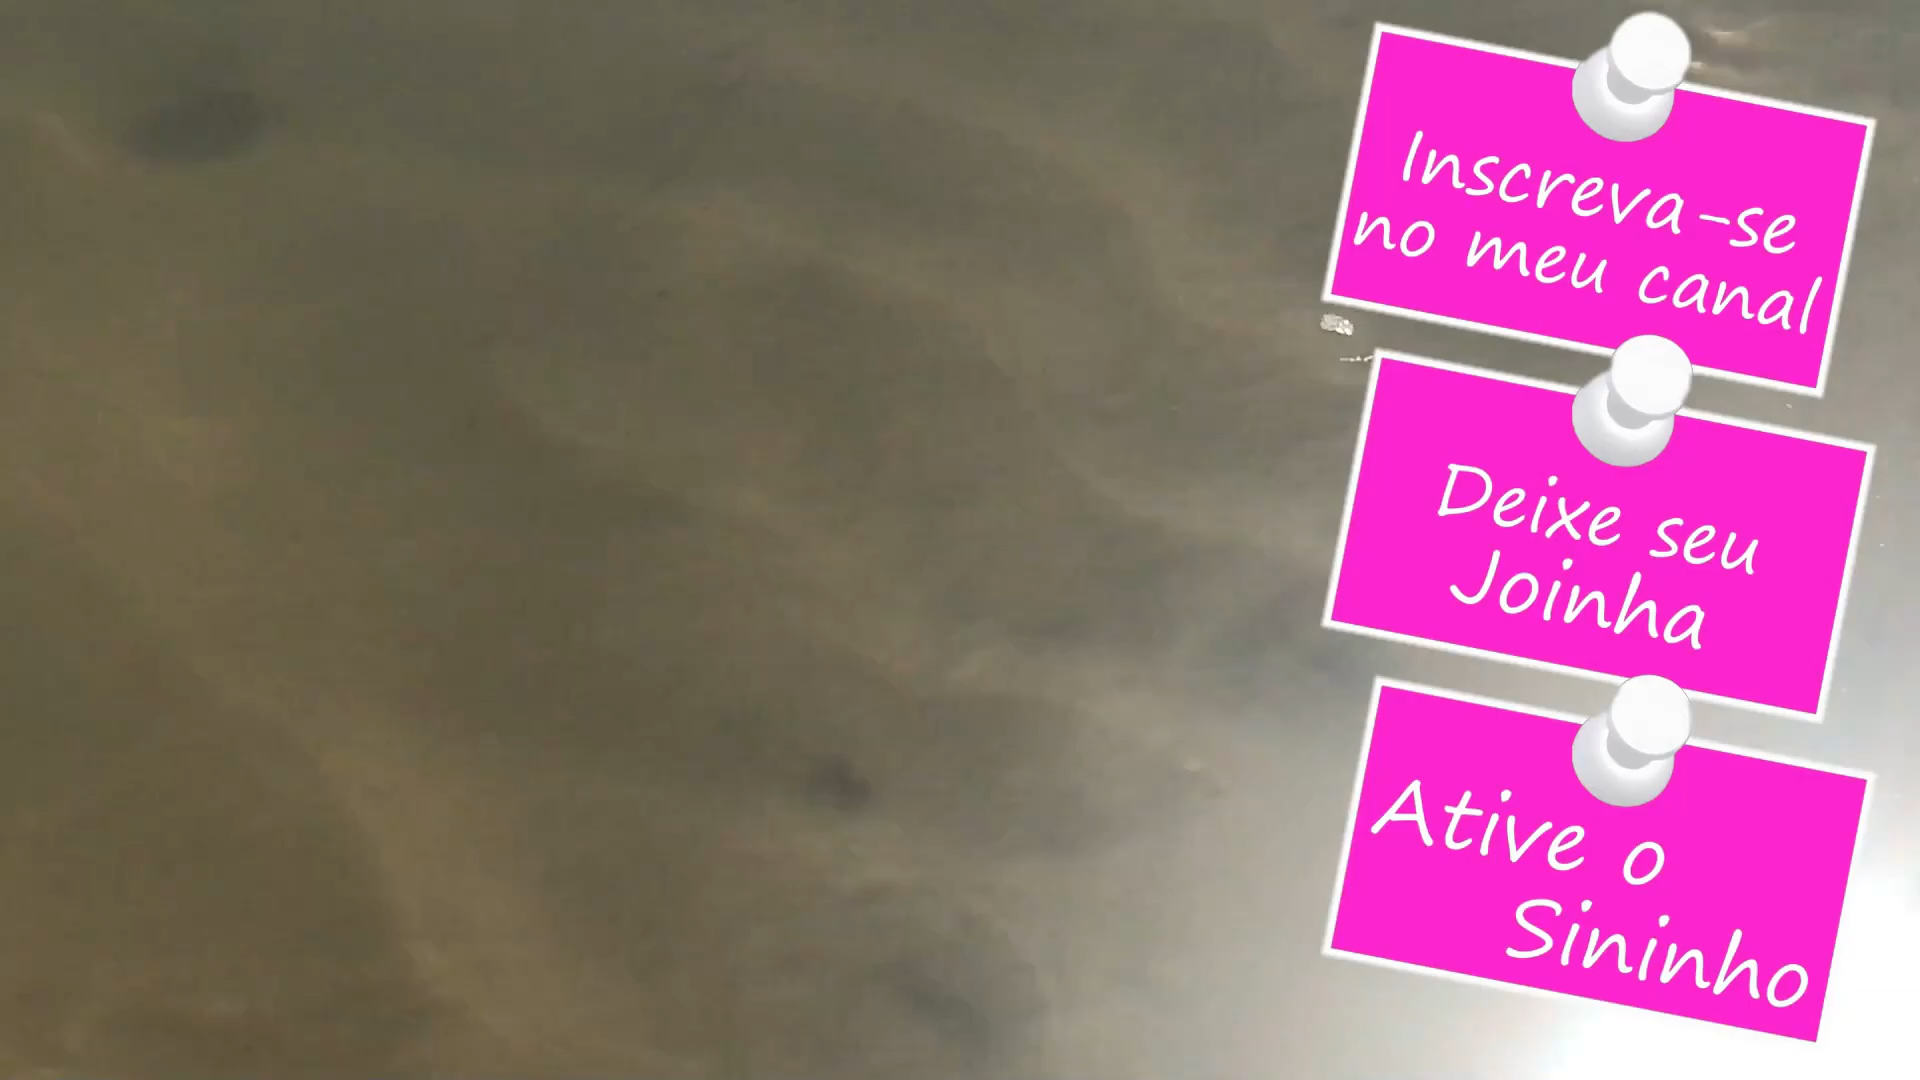 Inscreva-se
no meu canal
Deixe seu
Joinha
Ative o
Sininho